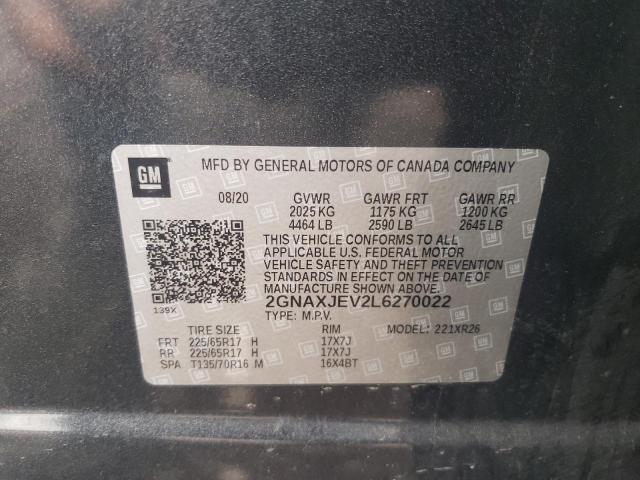 GM
MFD BY GENERAL MOTORS OF CANADA COMPANY
08/20 GVWR GAWR FRT GAWR RR
2025 KG 1175 KG 1200 KG
4464 LB 2590 LB 2645 LB
THIS VEHICLE CONFORMS TO ALL
APPLICABLE U.S. FEDERAL MOTOR
VEHICLE SAFETY AND THEFT PREVENTION
STANDARDS IN EFFECT ON THE DATE OF
MANUFACTURE SHOWN ABOVE.
2GNAXJEV2L6270022
139X TYPE: M.P.V.
TIRE SIZE RIM MODEL: 221XR26
FRT 225/65R17 H 17X7J
RR 225/65R17 H 17X7J
SPA T135/70R16 M 16X4BT